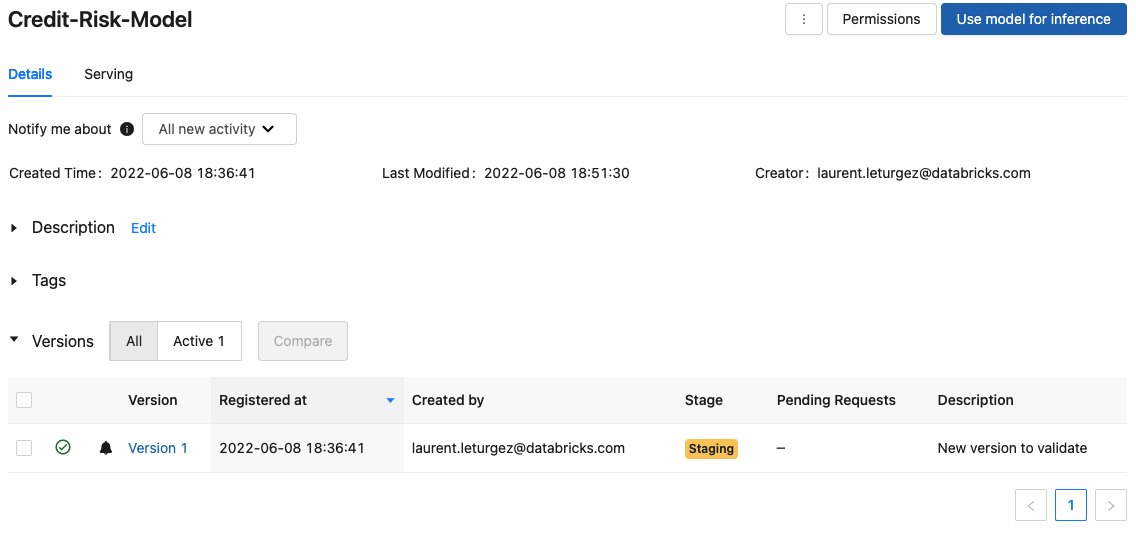 Credit-Risk-Model
Permissions
Use model for inference
Details Serving
Notify me about All new activity
Created Time: 2022-06-08 18:36:41 Last Modified: 2022-06-08 18:51:30 Creator: laurent.leturgez@databricks.com
Description Edit
Tags
Versions All Active 1 Compare
Version Registered at Created by Stage Pending Requests Description
Version 1 2022-06-08 18:36:41 laurent.leturgez@databricks.com Staging – New version to validate
< 1 >